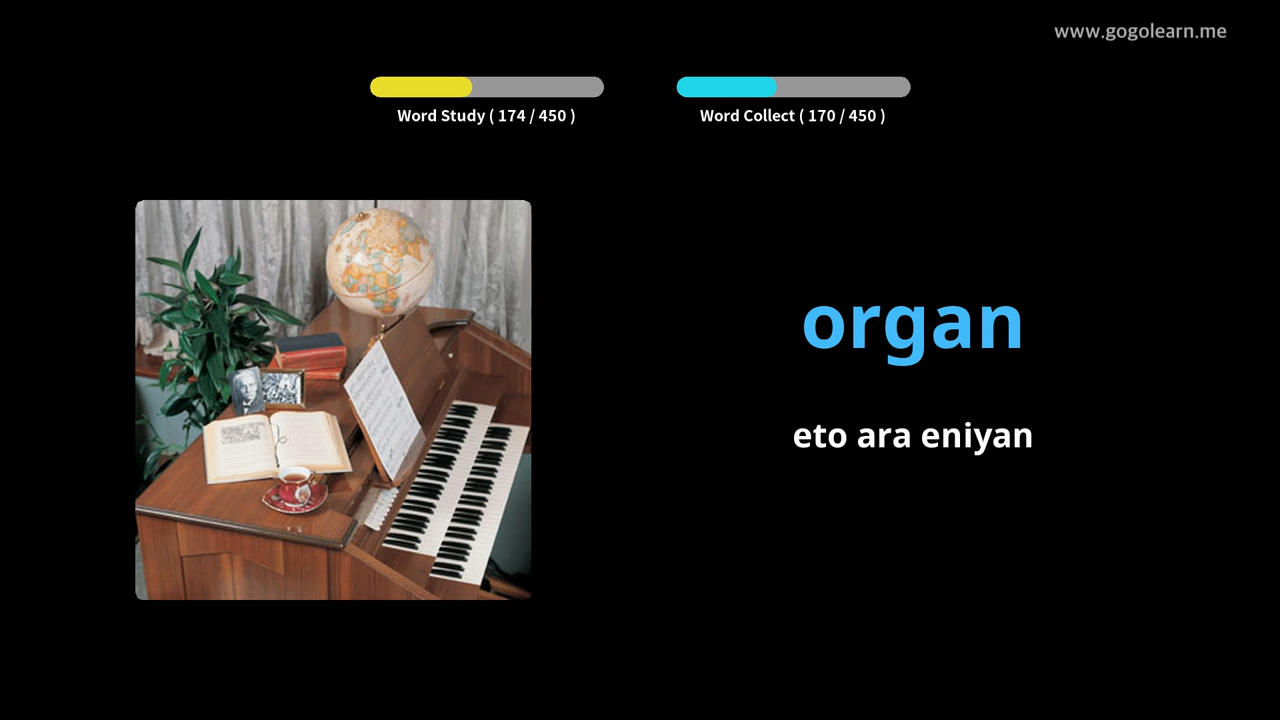 www.gogolearn.me
Word Study ( 174 / 450 )
Word Collect ( 170 / 450 )
organ
eto ara eniyan